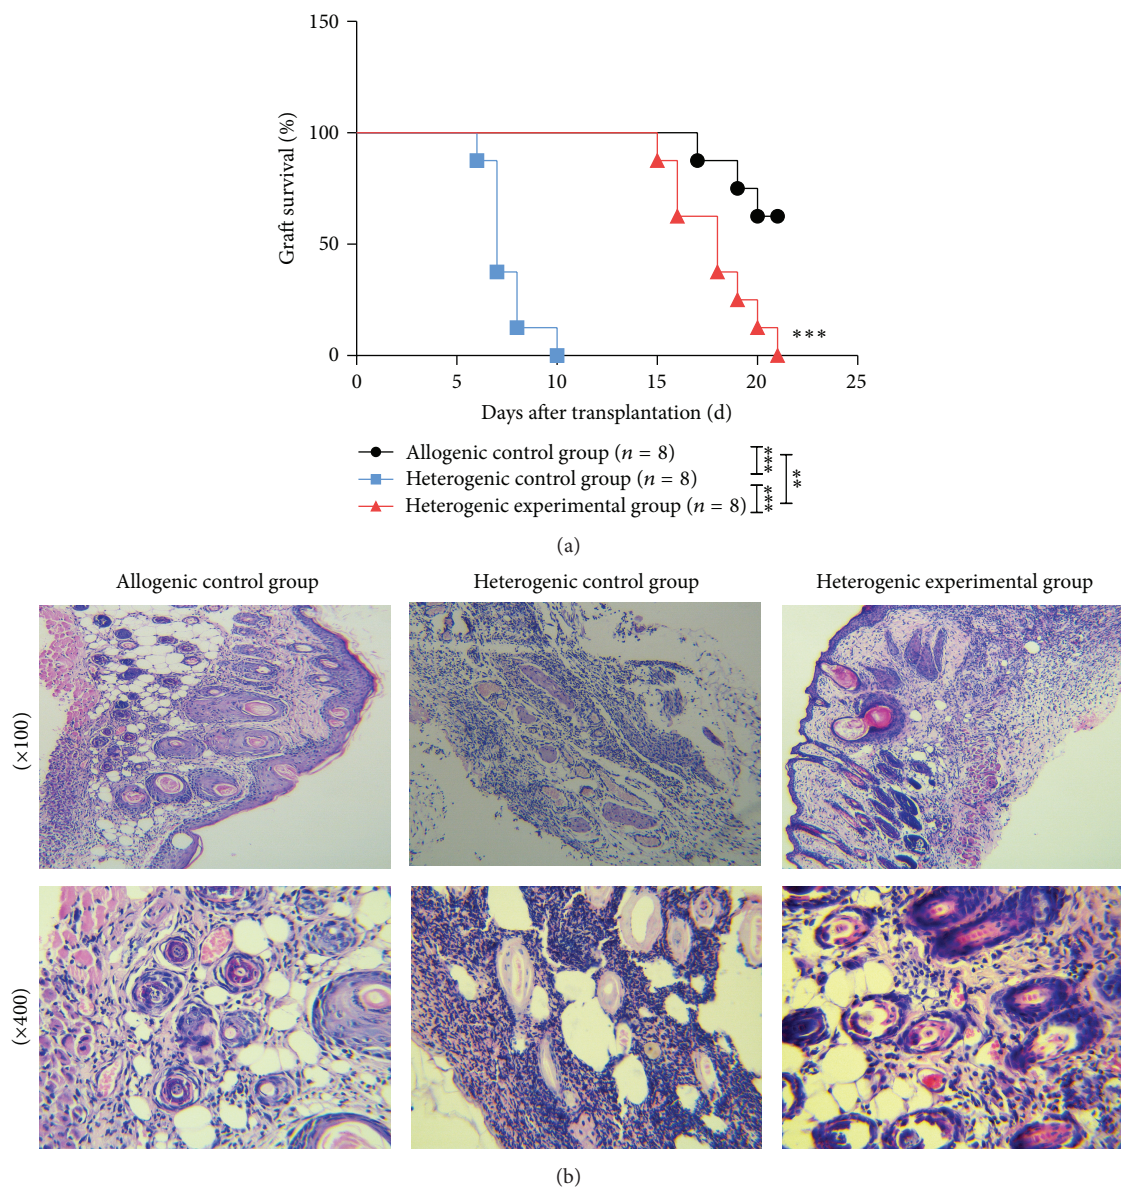 150
100
50
0
Graft survival (%)
0 5 10 15 20 25
***
Days after transplantation (d)
Allogenic control group (n = 8)
Heterogenic control group (n = 8)
Heterogenic experimental group (n = 8)
***
***
**
(a)
Allogenic control group Heterogenic control group Heterogenic experimental group
(×100)
(×400)
(b)